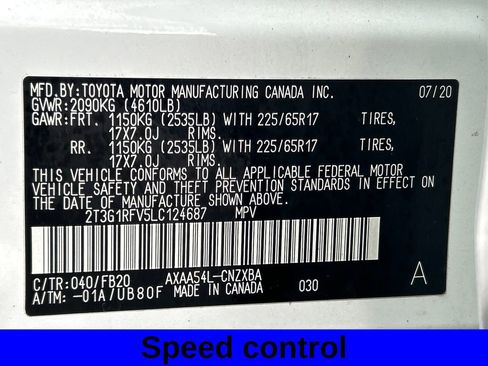 MFD.BY:TOYOTA MOTOR MANUFACTURING CANADA INC. 07/20
GVWR:2090KG (4610LB)
GAWR:FRT. 1150KG (2535LB) WITH 225/65R17 TIRES,
17X7.0J RIMS.
RR. 1150KG (2535LB) WITH 225/65R17 TIRES,
17X7.0J RIMS.
THIS VEHICLE CONFORMS TO ALL APPLICABLE FEDERAL MOTOR
VEHICLE SAFETY AND THEFT PREVENTION STANDARDS IN EFFECT
ON THE DATE OF MANUFACTURE SHOWN ABOVE.
2T3G1RFV5LC124687 MPV
C/TR:040/FB20 AXAA54L-CNZXBA A
A/TM:-01A/UB80F MADE IN CANADA 030
Speed control